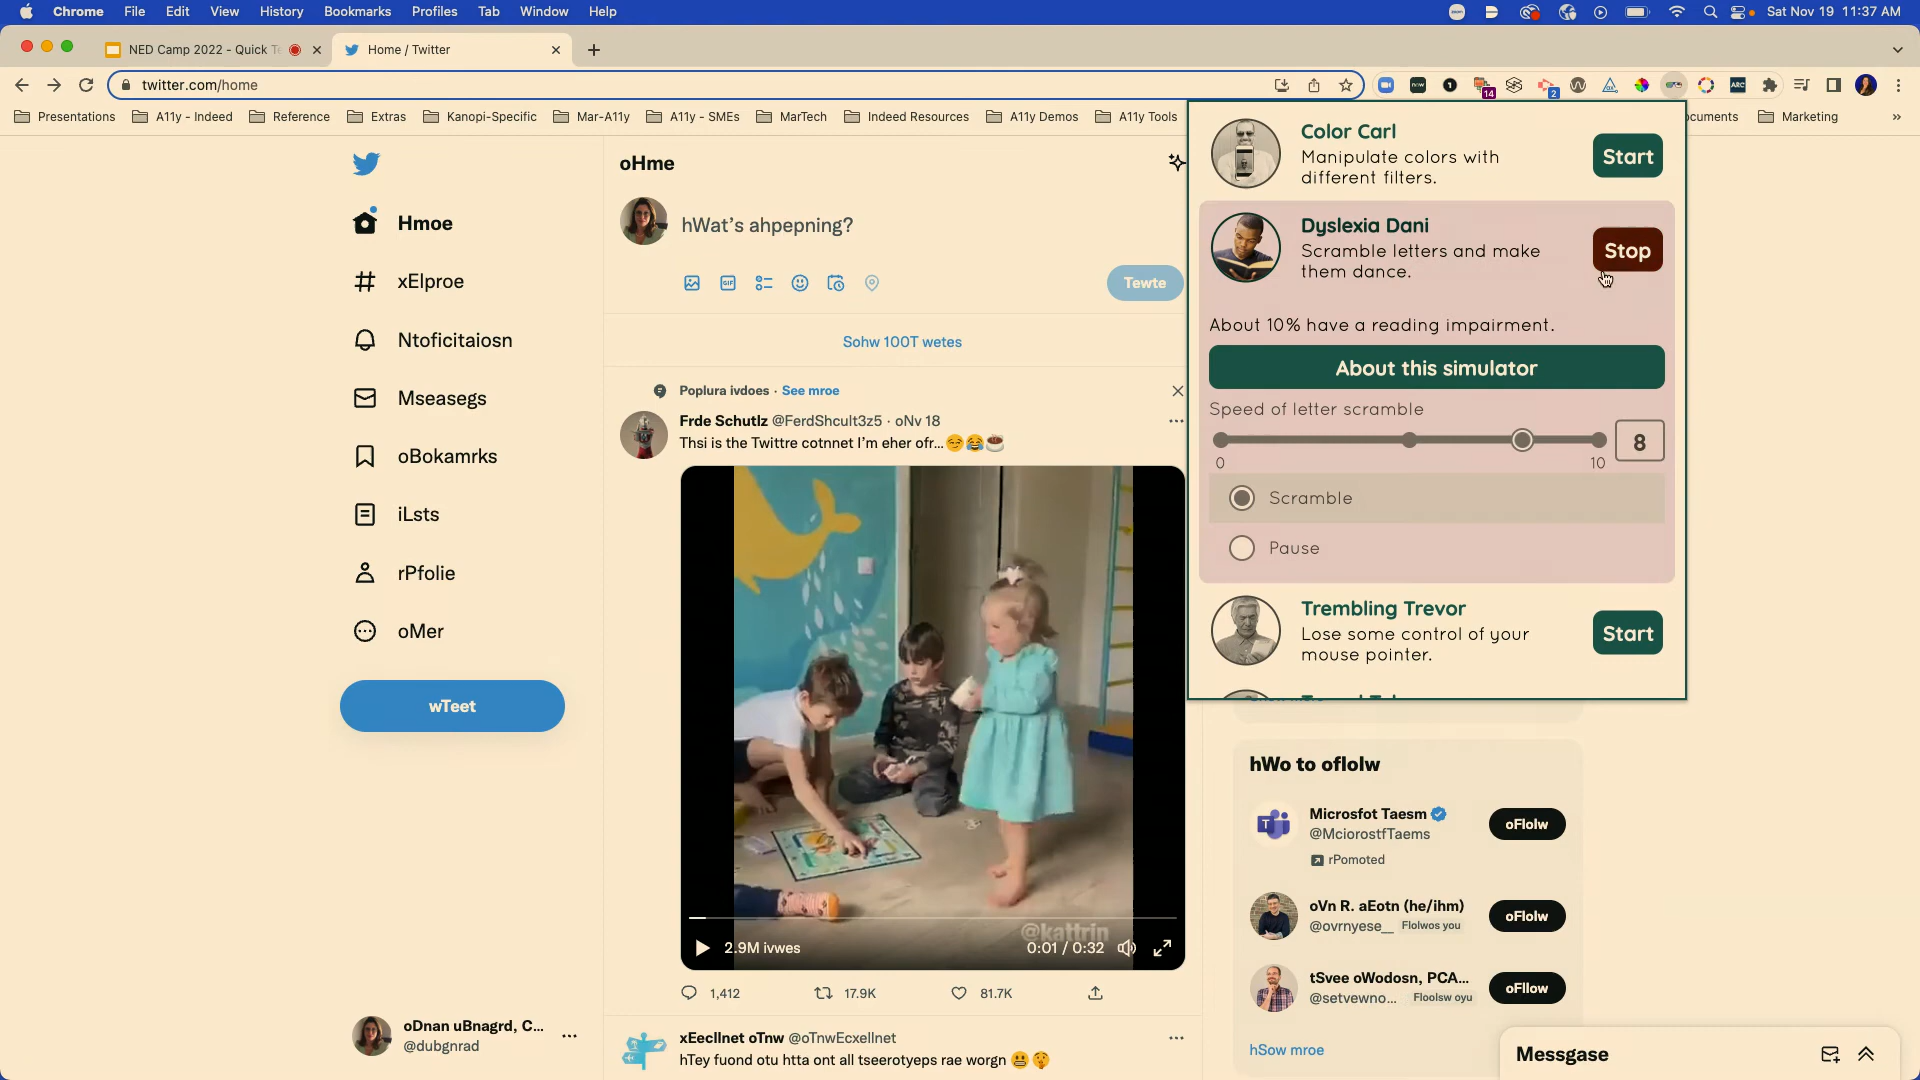 Chrome File Edit View History Bookmarks Profiles Tab Window Help Sat Nov 19 11:37 AM
NED Camp 2022 - Quick Home / Twitter
twitter.com/home
14 2 ARC
Presentations A11y - Indeed Reference Extras Kanopi-Specific Mar-A11y A11y - SMEs MarTech Indeed Resources A11y Demos A11y Tools Marketing
oHme
hWat's ahpepning?
GIF
Tewte
Hmoe
xElproe
Ntoficitaiosn
Mseasegs
oBokamrks
iLsts
rPfolie
oMer
wTeet
oDnan uBnagrd, C...
@dubgnrad
Sohw 100T wetes
Poplura ivdoes · See mroe
Frde Schutlz @FerdShcult3z5 · oNv 18
Thsi is the Twittre cotnnet I'm eher ofr...😏😂☕
@kattrin
2.9M ivwes 0:01 / 0:32
1,412 17.9K 81.7K
xEecllnet oTnw @oTnwEcxellnet
hTey fuond otu htta ont all tseerotyeps rae worgn 😬🤫
Color Carl
Manipulate colors with
different filters.
Start
Dyslexia Dani
Scramble letters and make
them dance.
Stop
About 10% have a reading impairment.
About this simulator
Speed of letter scramble
8
0 10
Scramble
Pause
Trembling Trevor
Lose some control of your
mouse pointer.
Start
hWo to oflolw
Microsfot Taesm
@MciorostfTaems
rPomoted
oFlolw
oVn R. aEotn (he/ihm)
@ovrnyese__ Flolwos you
oFlolw
tSvee oWodosn, PCA...
@setvewno... Floolsw oyu
oFllow
hSow mroe
Messgase